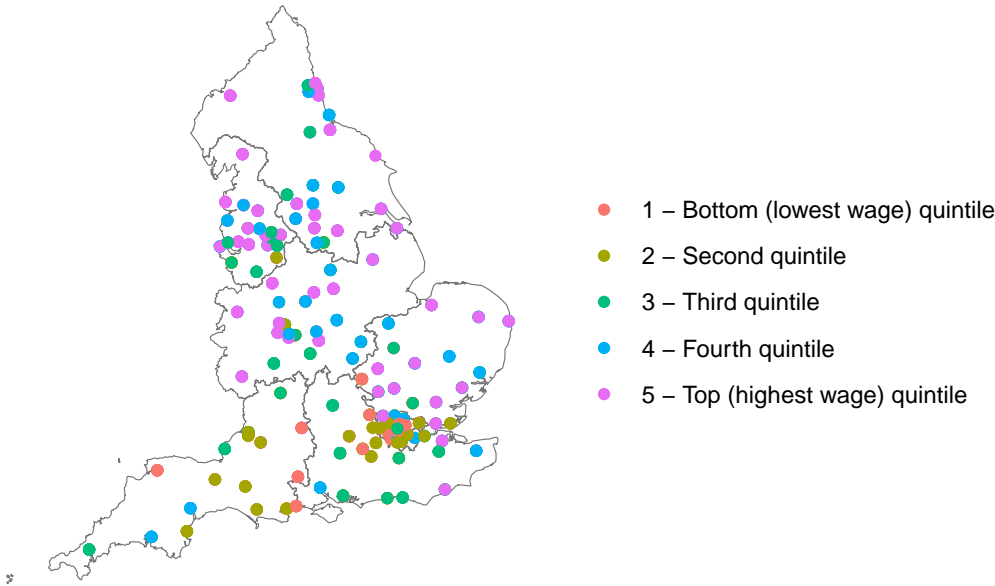 1 – Bottom (lowest wage) quintile
2 – Second quintile
3 – Third quintile
4 – Fourth quintile
5 – Top (highest wage) quintile